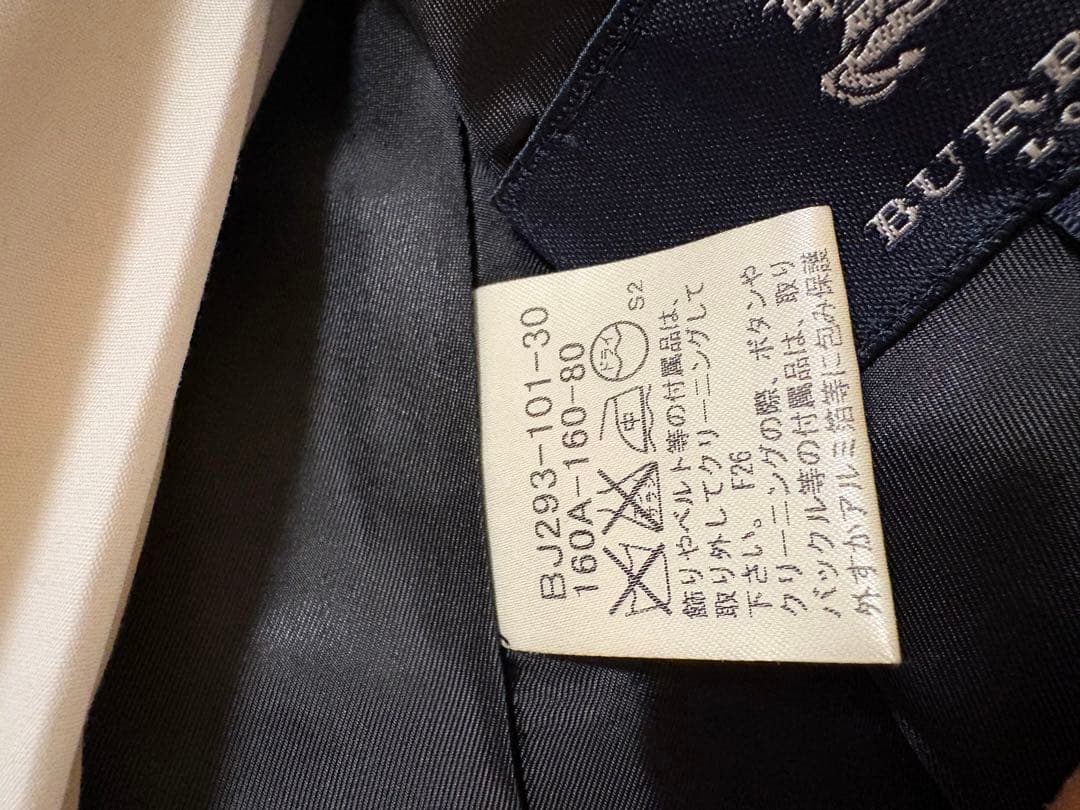 BJ293-101-30
160A-160-80
中 ドライ S2
飾りやベルト等の付属品は、
取り外してクリーニングして
下さい。 F26
クリーニングの際、ボタンや
バックル等の付属品は、取り
外すかアルミ箔等に包み保護
BURB